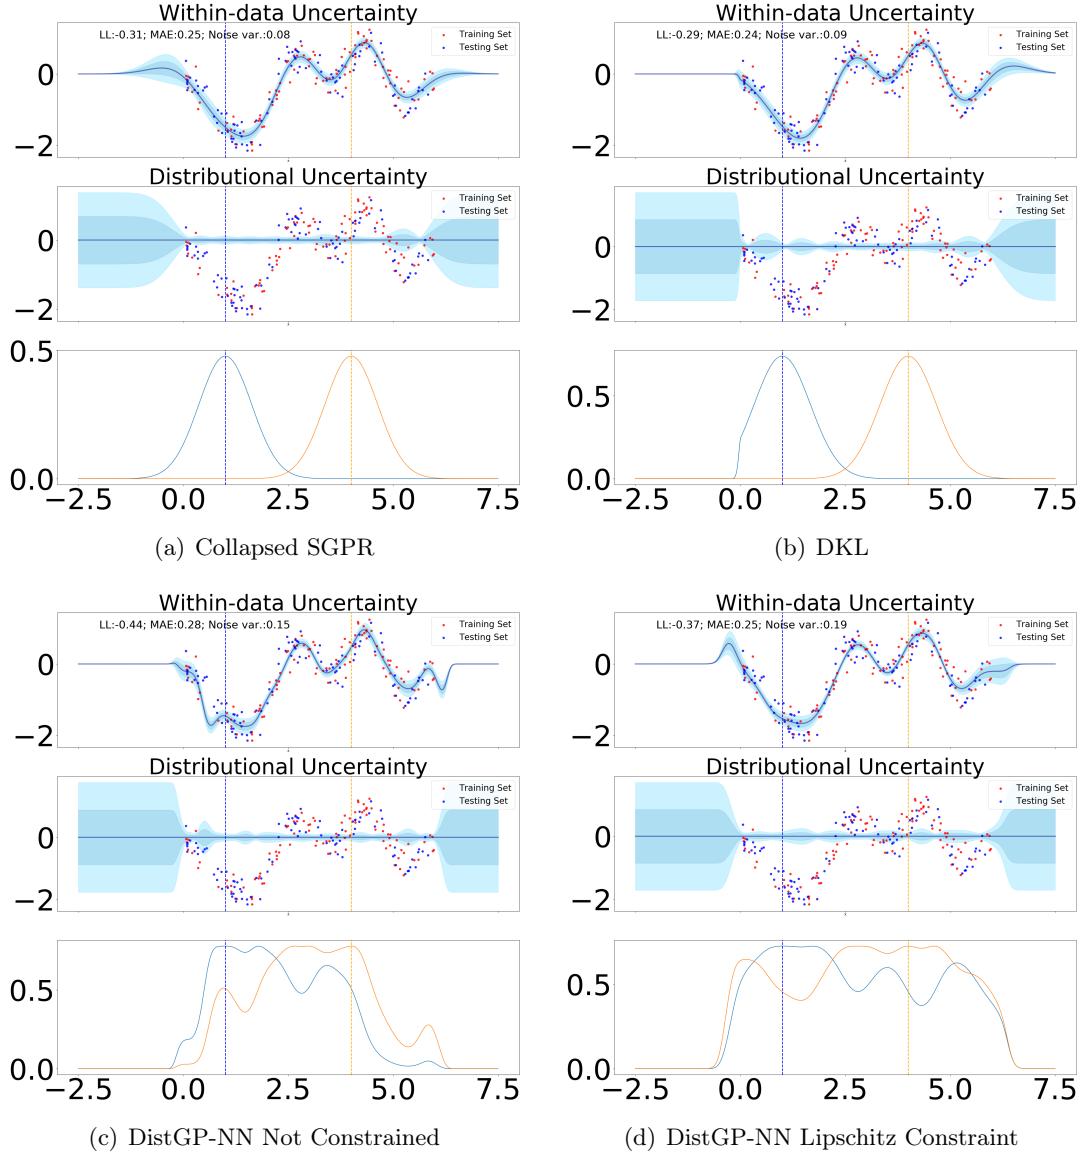 Within-data Uncertainty
LL:-0.31; MAE:0.25; Noise var.:0.08
Training Set
Testing Set
0
−2
Distributional Uncertainty
Training Set
Testing Set
0
−2
0.5
0.0
−2.5 0.0 2.5 5.0 7.5
(a) Collapsed SGPR
Within-data Uncertainty
LL:-0.29; MAE:0.24; Noise var.:0.09
Training Set
Testing Set
0
−2
Distributional Uncertainty
Training Set
Testing Set
0
−2
0.5
0.0
−2.5 0.0 2.5 5.0 7.5
(b) DKL
Within-data Uncertainty
LL:-0.44; MAE:0.28; Noise var.:0.15
Training Set
Testing Set
0
−2
Distributional Uncertainty
Training Set
Testing Set
0
−2
0.5
0.0
−2.5 0.0 2.5 5.0 7.5
(c) DistGP-NN Not Constrained
Within-data Uncertainty
LL:-0.37; MAE:0.25; Noise var.:0.19
Training Set
Testing Set
0
−2
Distributional Uncertainty
Training Set
Testing Set
0
−2
0.5
0.0
−2.5 0.0 2.5 5.0 7.5
(d) DistGP-NN Lipschitz Constraint